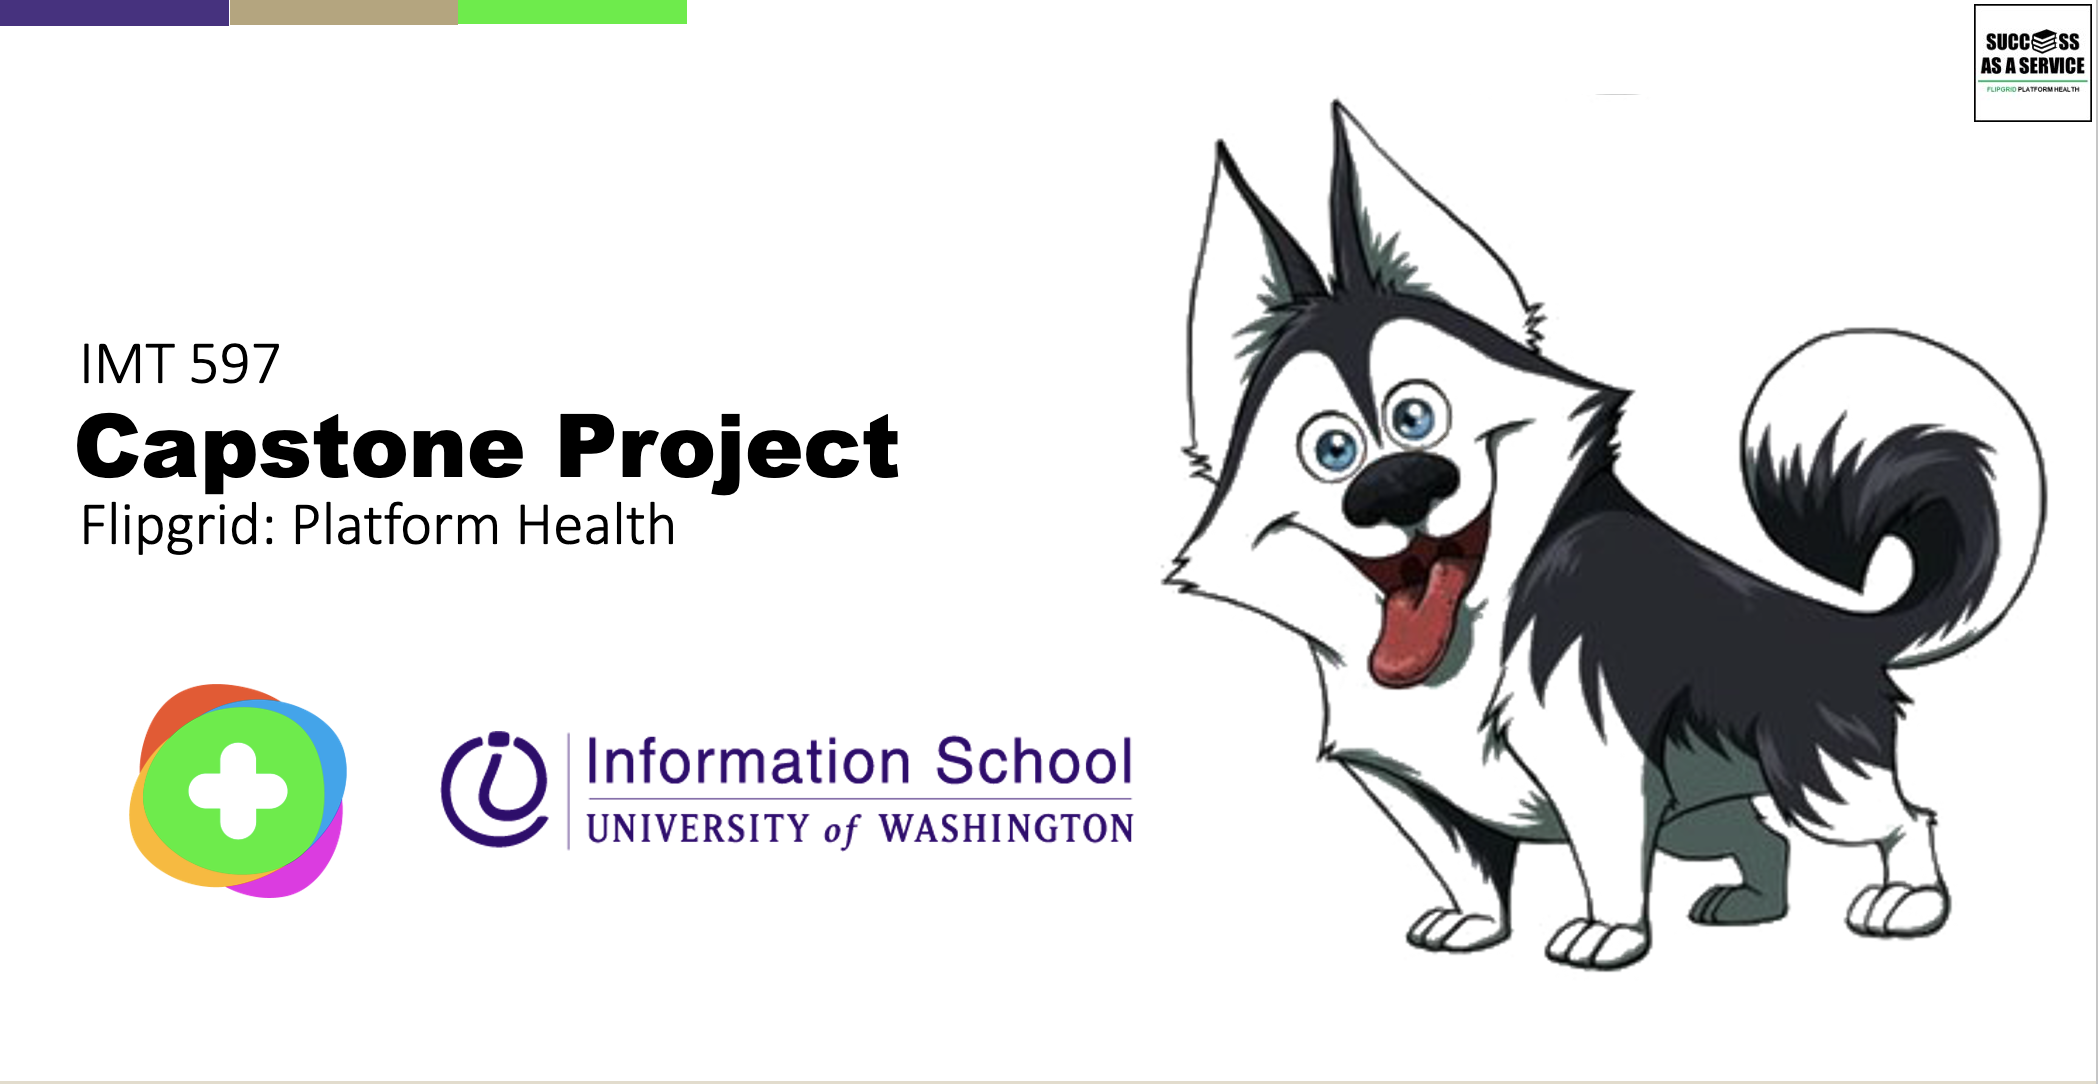 SUCCESS
AS A SERVICE
FLIPGRID PLATFORM HEALTH
IMT 597
Capstone Project
Flipgrid: Platform Health
Information School
UNIVERSITY of WASHINGTON